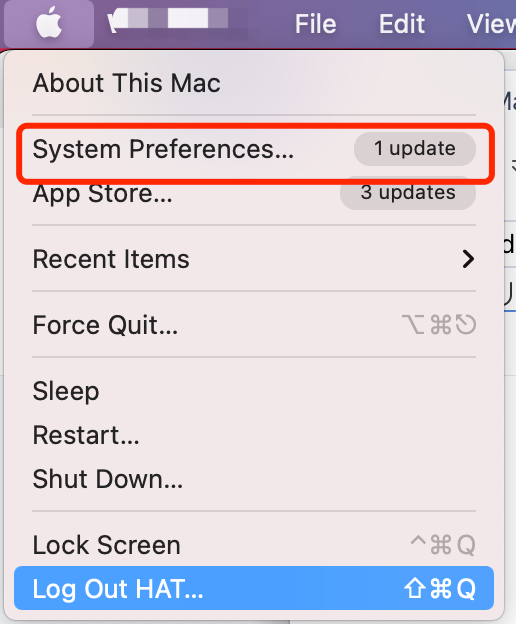 File Edit View
About This Mac
System Preferences... 1 update
App Store... 3 updates
Recent Items
Force Quit... ⌥⌘⎋
Sleep
Restart...
Shut Down...
Lock Screen ^⌘Q
Log Out HAT... ⇧⌘Q